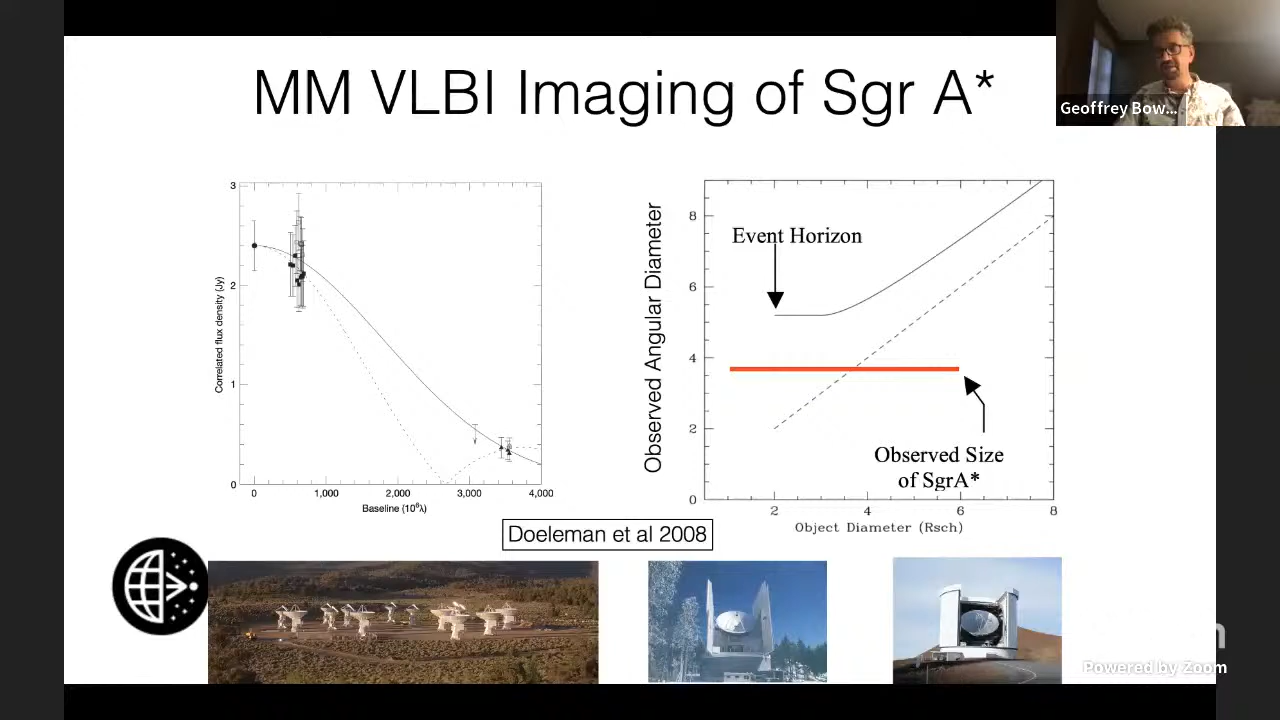 MM VLBI Imaging of Sgr A*
Geoffrey Bow...
3
2
1
0
Correlated flux density (Jy)
0
1,000
2,000
3,000
4,000
Baseline (10⁶λ)
Observed Angular Diameter
8
6
4
2
0
Event Horizon
Observed Size
of SgrA*
2
4
6
8
Object Diameter (Rsch)
Doeleman et al 2008
Powered by Zoom